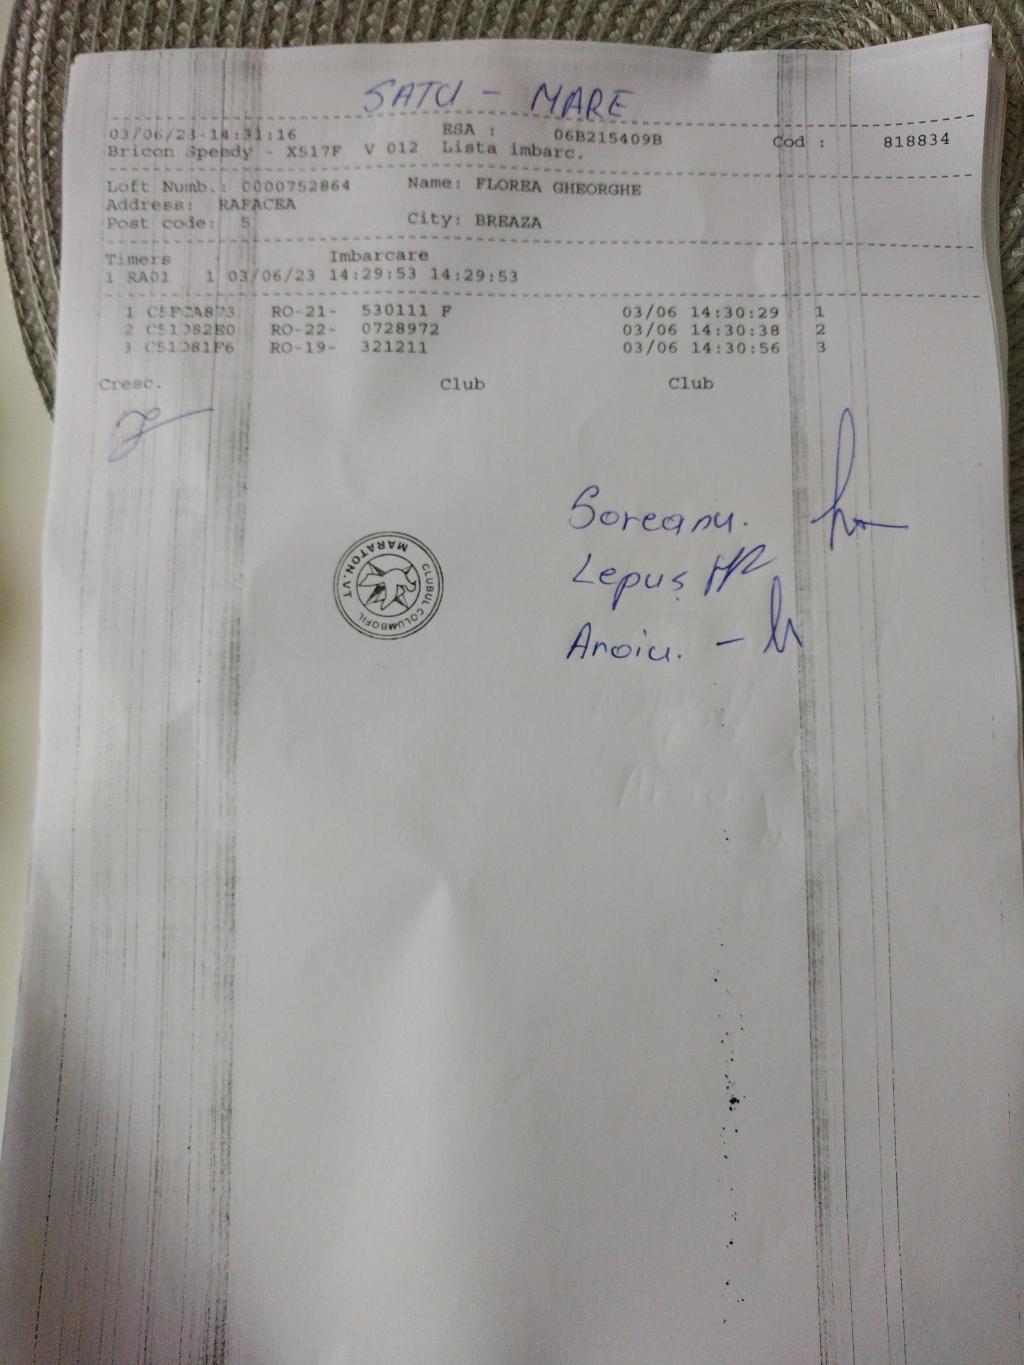 SATU - MARE
03/06/23-14:31:16 ESA : 06B215409B Cod : 818834
Bricon Speedy - X517F V 012 Lista imbarc.
Loft Numb.: 0000752864 Name: FLOREA GHEORGHE
Address: RAFACEA
Post code: 5 City: BREAZA
Timers Imbarcare
1 RA01 1 03/06/23 14:29:53 14:29:53
1 RO-21- 530111 F 03/06 14:30:29 1
2 C51D82E0 RO-22- 0728972 03/06 14:30:38 2
3 C51D81F6 RO-19- 321211 03/06 14:30:56 3
Cresc. Club Club
Soreanu.
Lepuș
Aroiu. -
CLUBUL COLUMBOFIL
MARATON.VT